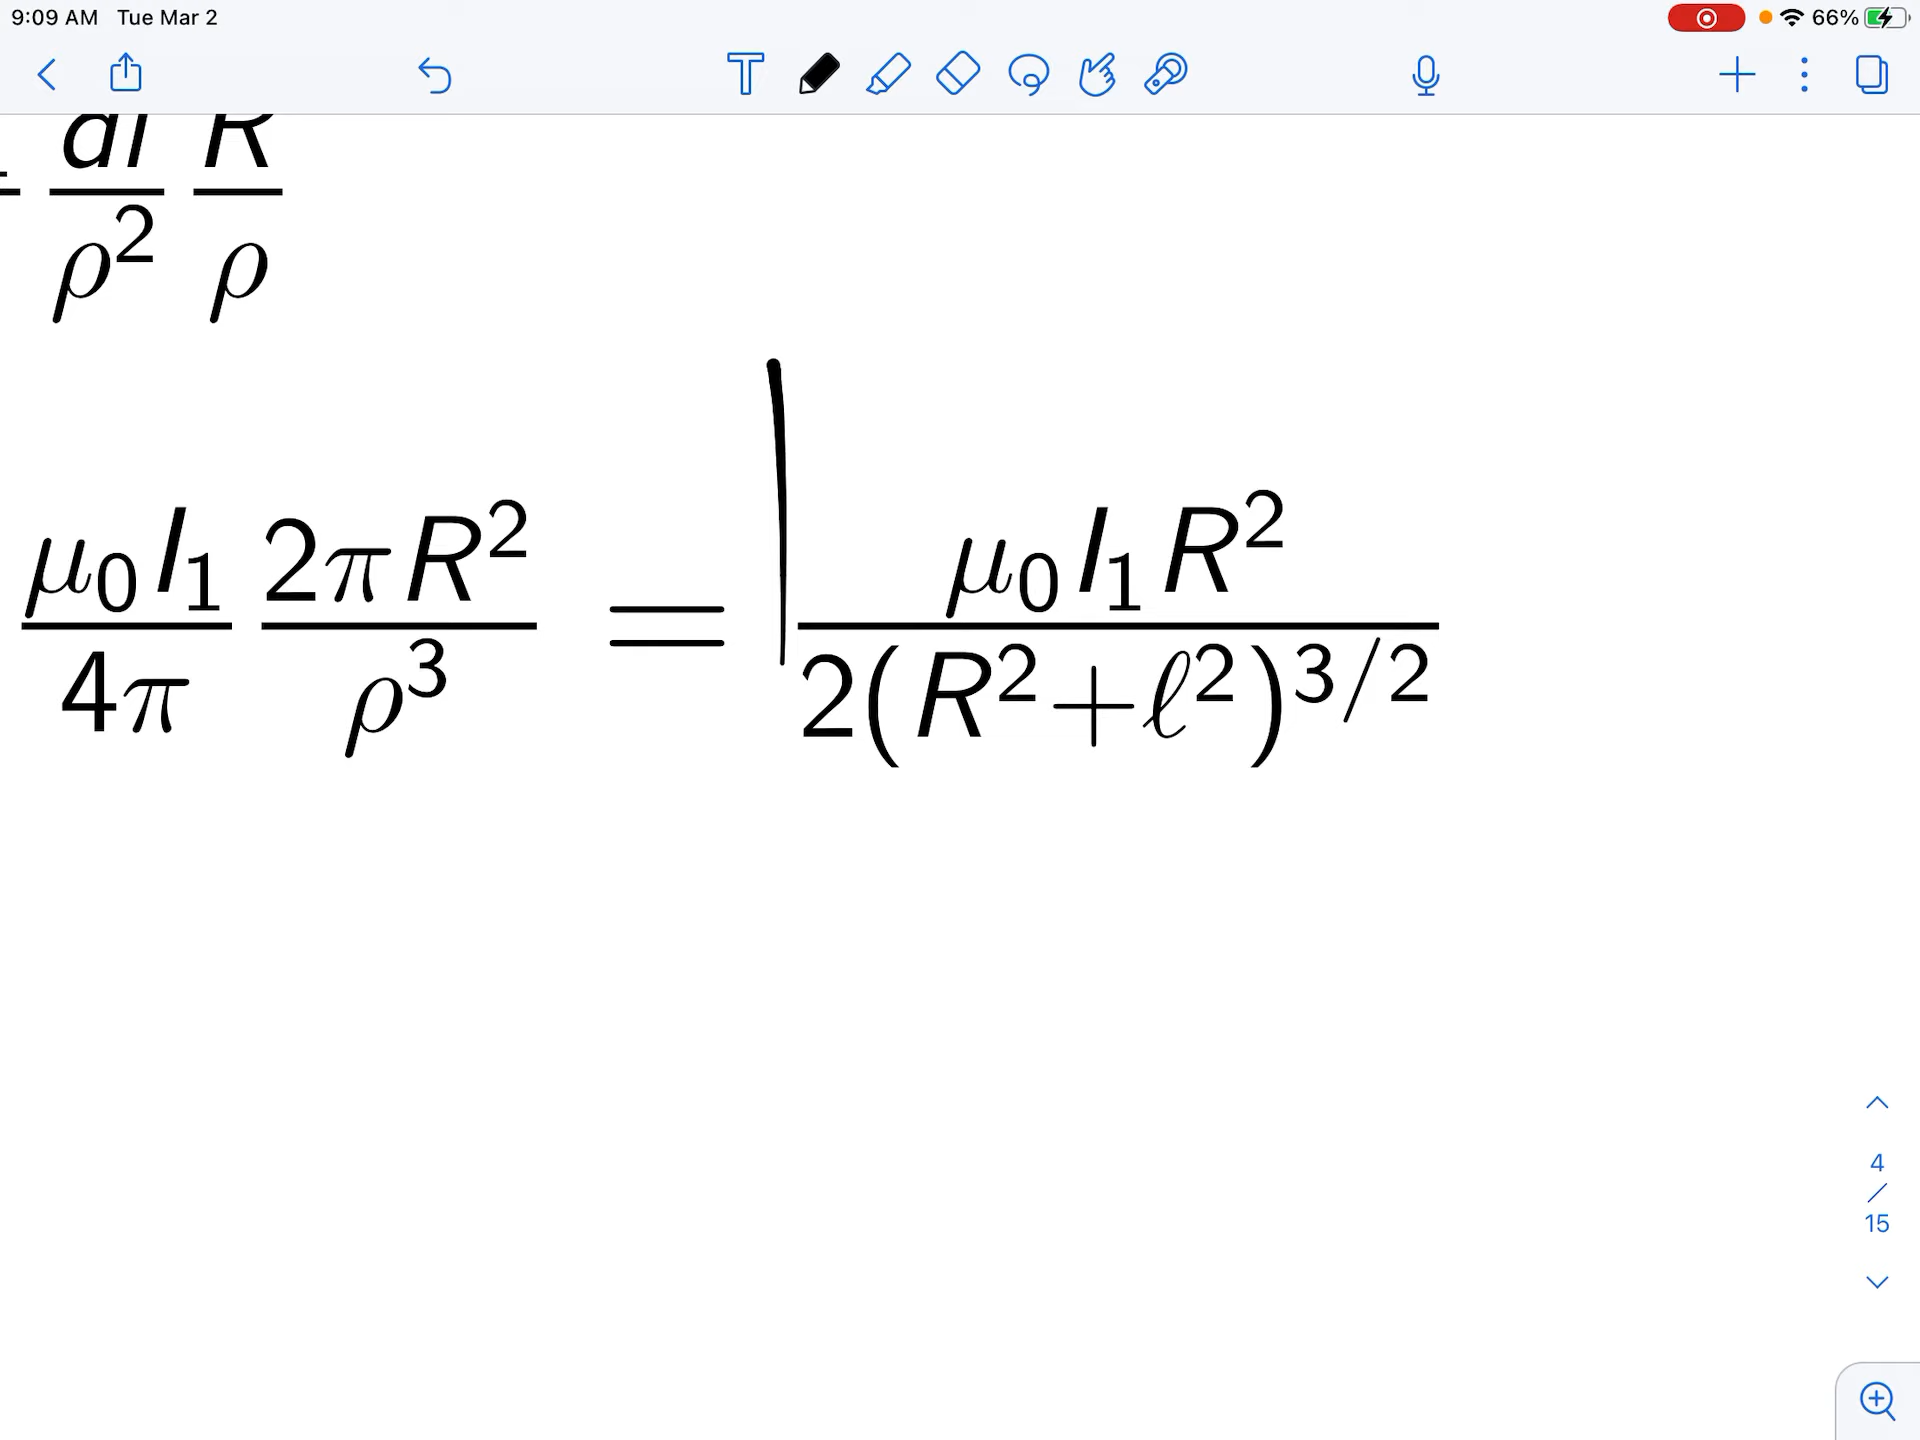 9:09 AM Tue Mar 2 66%
T
dl R
ρ² ρ
μ₀I₁ 2πR² = μ₀I₁R²
4π ρ³ 2(R²+ℓ²)^3/2
4
/
15